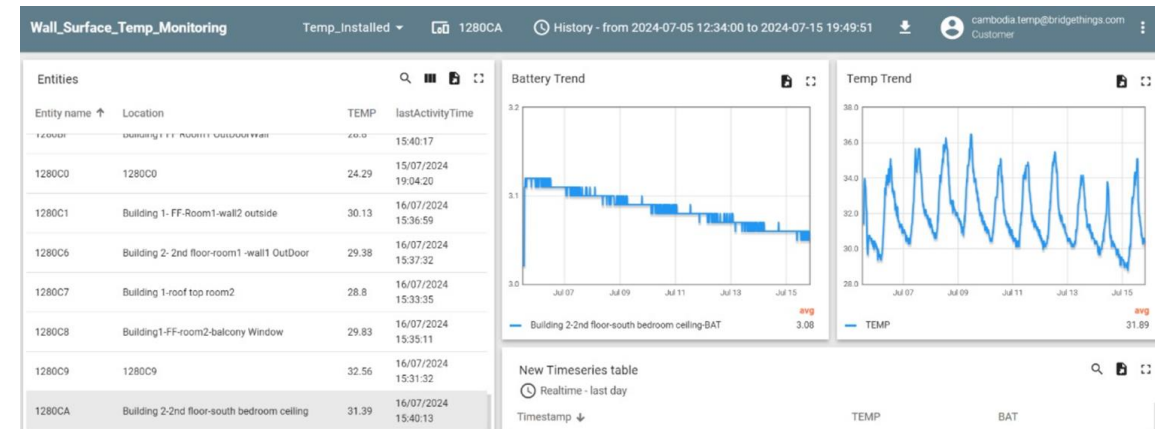 Wall_Surface_Temp_Monitoring Temp_Installed 1280CA History - from 2024-07-05 12:34:00 to 2024-07-15 19:49:51 cambodia.temp@bridgethings.com
Customer
Entities
Entity name Location TEMP lastActivityTime
15:40:17
1280C0 1280C0 24.29 15/07/2024
19:04:20
1280C1 Building 1- FF-Room1-wall2 outside 30.13 16/07/2024
15:36:59
1280C6 Building 2- 2nd floor-room1 -wall1 OutDoor 29.38 16/07/2024
15:37:32
1280C7 Building 1-roof top room2 28.8 16/07/2024
15:33:35
1280C8 Building1-FF-room2-balcony Window 29.83 16/07/2024
15:35:11
1280C9 1280C9 32.56 16/07/2024
15:31:32
1280CA Building 2-2nd floor-south bedroom ceiling 31.39 16/07/2024
15:40:13
Battery Trend
3.2
3.1
3.0
Jul 07 Jul 09 Jul 11 Jul 13 Jul 15
avg
Building 2-2nd floor-south bedroom ceiling-BAT 3.08
Temp Trend
38.0
36.0
34.0
32.0
30.0
28.0
Jul 07 Jul 09 Jul 11 Jul 13 Jul 15
avg
TEMP 31.89
New Timeseries table
Realtime - last day
Timestamp TEMP BAT